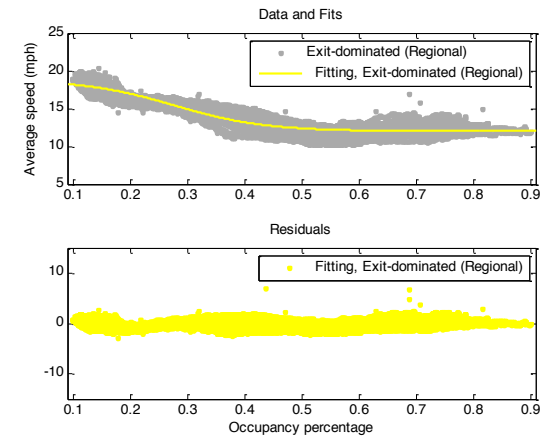 Data and Fits
25
20
15
10
5
Average speed (mph)
Exit-dominated (Regional)
Fitting, Exit-dominated (Regional)
0.1 0.2 0.3 0.4 0.5 0.6 0.7 0.8 0.9
Residuals
10
0
-10
Fitting, Exit-dominated (Regional)
0.1 0.2 0.3 0.4 0.5 0.6 0.7 0.8 0.9
Occupancy percentage